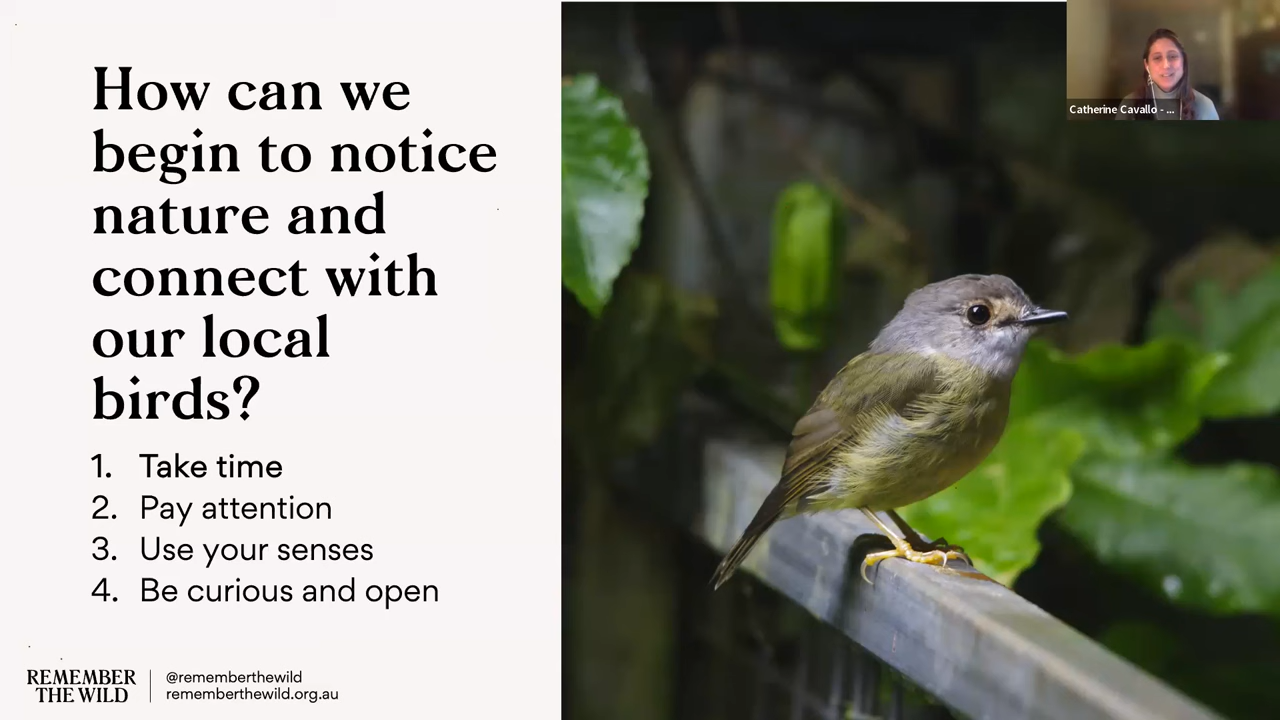 How can we
begin to notice
nature and
connect with
our local
birds?
1. Take time
2. Pay attention
3. Use your senses
4. Be curious and open
REMEMBER
THE WILD
@rememberthewild
rememberthewild.org.au
Catherine Cavallo - ...